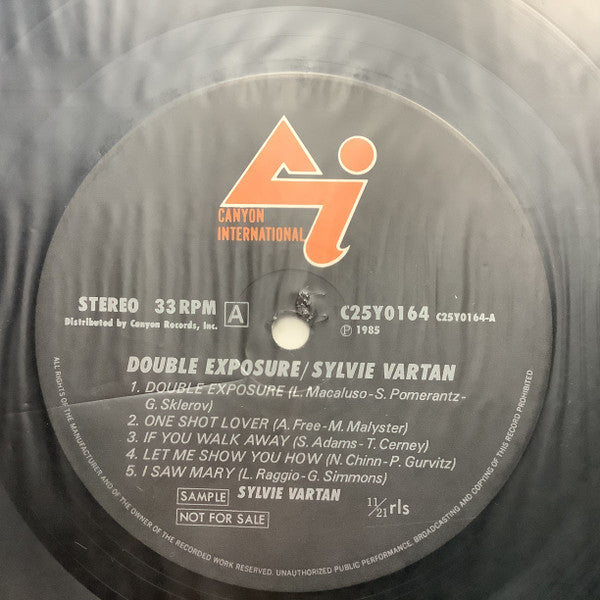 CANYON
INTERNATIONAL
STEREO 33 RPM A C25Y0164 C25Y0164-A
Distributed by Canyon Records, Inc. Ⓟ 1985
DOUBLE EXPOSURE/SYLVIE VARTAN
1. DOUBLE EXPOSURE (L. Macaluso-S. Pomerantz-
G. Sklerov)
2. ONE SHOT LOVER (A. Free-M. Malyster)
3. IF YOU WALK AWAY (S. Adams-T. Cerney)
4. LET ME SHOW YOU HOW (N. Chinn-P. Gurvitz)
5. I SAW MARY (L. Raggio-G. Simmons)
SAMPLE SYLVIE VARTAN 11/21 rls
NOT FOR SALE
ALL RIGHTS OF THE MANUFACTURER AND OF THE OWNER OF THE RECORDED WORK RESERVED. UNAUTHORIZED PUBLIC PERFORMANCE, BROADCASTING AND COPYING OF THIS RECORD PROHIBITED